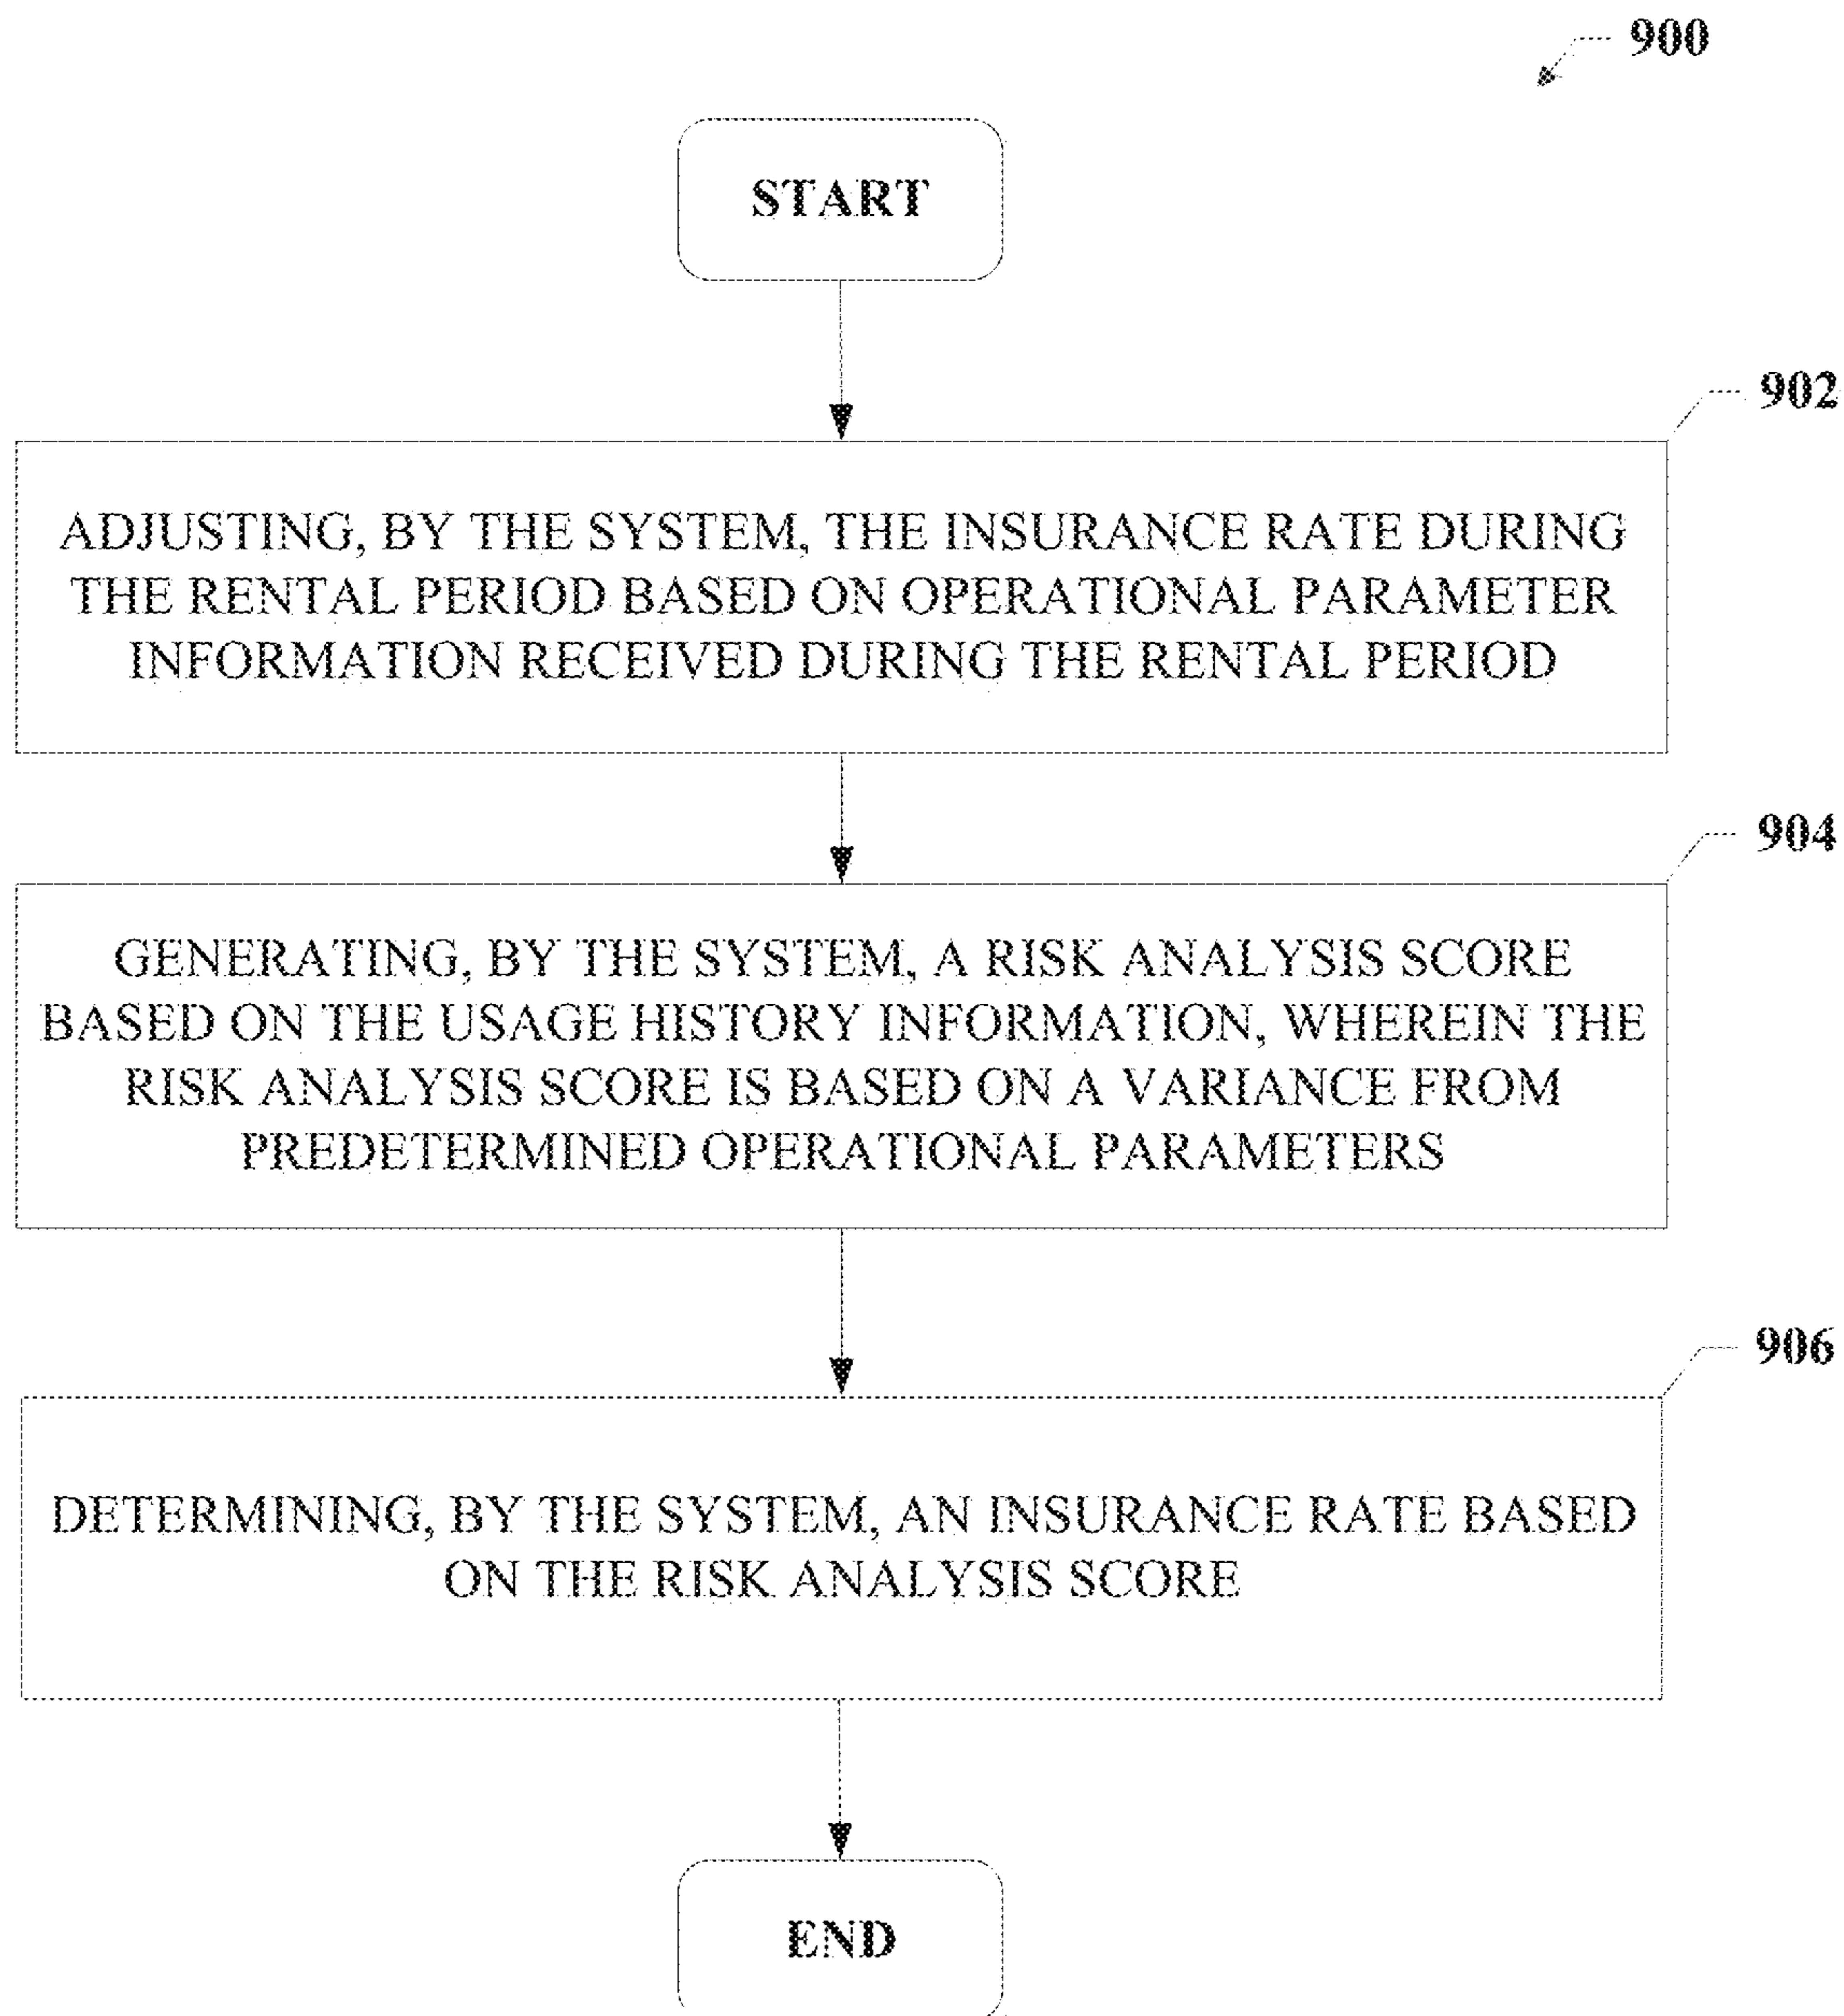 900
START
902
ADJUSTING, BY THE SYSTEM, THE INSURANCE RATE DURING
THE RENTAL PERIOD BASED ON OPERATIONAL PARAMETER
INFORMATION RECEIVED DURING THE RENTAL PERIOD
904
GENERATING, BY THE SYSTEM, A RISK ANALYSIS SCORE
BASED ON THE USAGE HISTORY INFORMATION, WHEREIN THE
RISK ANALYSIS SCORE IS BASED ON A VARIANCE FROM
PREDETERMINED OPERATIONAL PARAMETERS
906
DETERMINING, BY THE SYSTEM, AN INSURANCE RATE BASED
ON THE RISK ANALYSIS SCORE
END